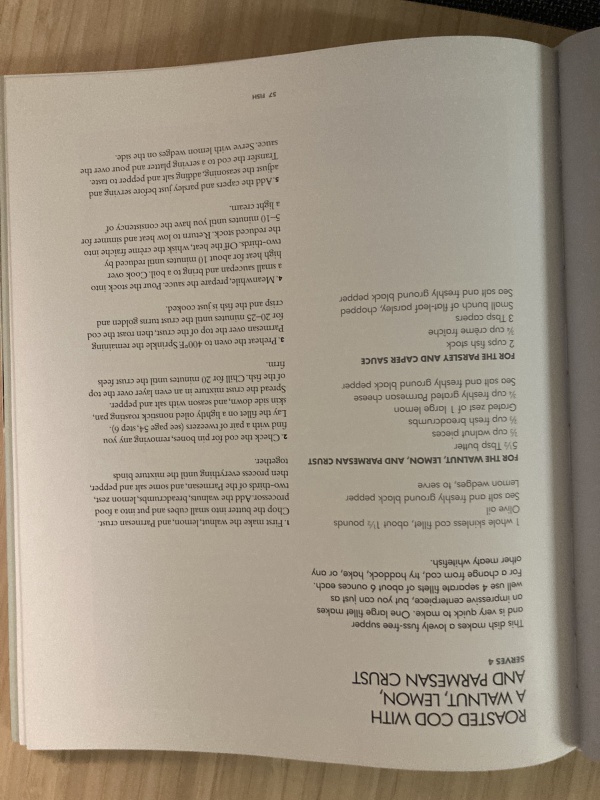 ROASTED COD WITH
A WALNUT, LEMON,
AND PARMESAN CRUST
SERVES 4
This dish makes a lovely fuss-free supper
and is very quick to make. One large fillet makes
an impressive centerpiece, but you can just as
well use 4 separate fillets of about 6 ounces each.
For a change from cod, try haddock, hake, or any
other meaty whitefish.
1 whole skinless cod fillet, about 1½ pounds
Olive oil
Sea salt and freshly ground black pepper
Lemon wedges, to serve
FOR THE WALNUT, LEMON, AND PARMESAN CRUST
5½ Tbsp butter
½ cup walnut pieces
cup fresh breadcrumbs
Grated zest of 1 large lemon
cup freshly grated Parmesan cheese
Sea salt and freshly ground black pepper
FOR THE PARSLEY AND CAPER SAUCE
2 cups fish stock
cup crème fraîche
3 Tbsp capers
Small bunch of flat-leaf parsley, chopped
Sea salt and freshly ground black pepper
1. First make the walnut, lemon, and Parmesan crust.
Chop the butter into small cubes and put into a food
processor. Add the walnuts, breadcrumbs, lemon zest,
two-thirds of the Parmesan, and some salt and pepper,
then process everything until the mixture binds
together.
2. Check the cod for pin bones, removing any you
find with a pair of tweezers (see page 54, step 6).
Lay the fillet on a lightly oiled nonstick roasting pan,
skin side down, and season with salt and pepper.
Spread the crust mixture in an even layer over the top
of the fish. Chill for 20 minutes until the crust feels
firm.
3. Preheat the oven to 400°F. Sprinkle the remaining
Parmesan over the top of the crust, then roast the cod
for 20–25 minutes until the crust turns golden and
crisp and the fish is just cooked.
4. Meanwhile, prepare the sauce. Pour the stock into
a small saucepan and bring to a boil. Cook over
high heat for about 10 minutes until reduced by
two-thirds. Off the heat, whisk the crème fraîche into
the reduced stock. Return to low heat and simmer for
5–10 minutes until you have the consistency of
a light cream.
5. Add the capers and parsley just before serving and
adjust the seasoning, adding salt and pepper to taste.
Transfer the cod to a serving platter and pour over the
sauce. Serve with lemon wedges on the side.
57 FISH